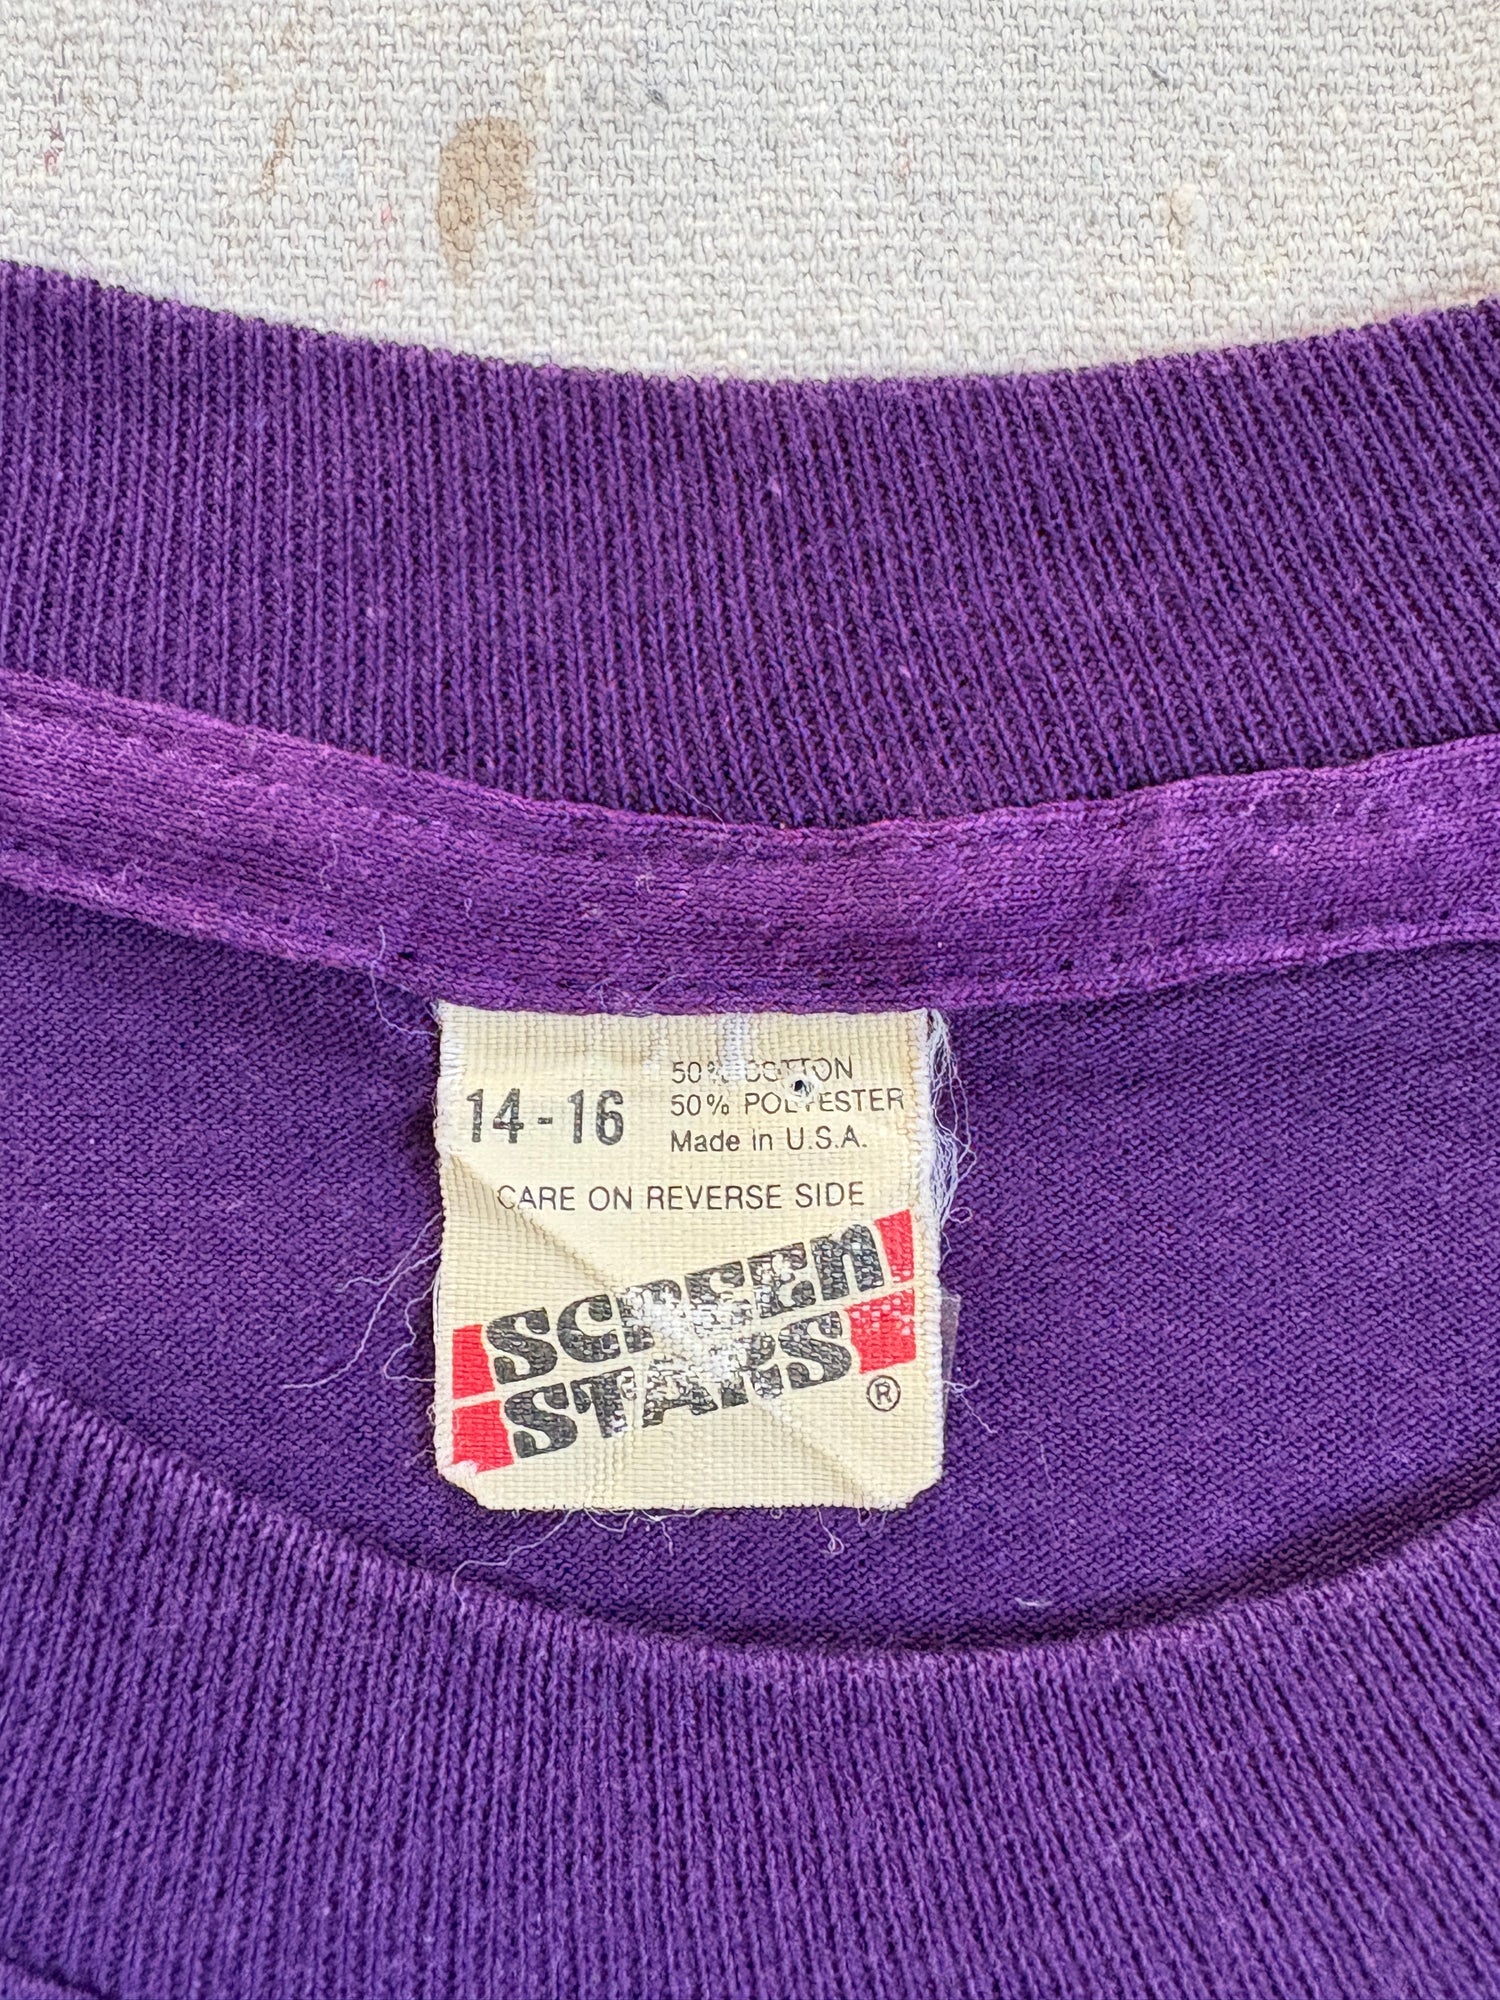 14-16
50% COTTON
50% POLYESTER
Made in U.S.A.
CARE ON REVERSE SIDE
SCREEN
STARS
®